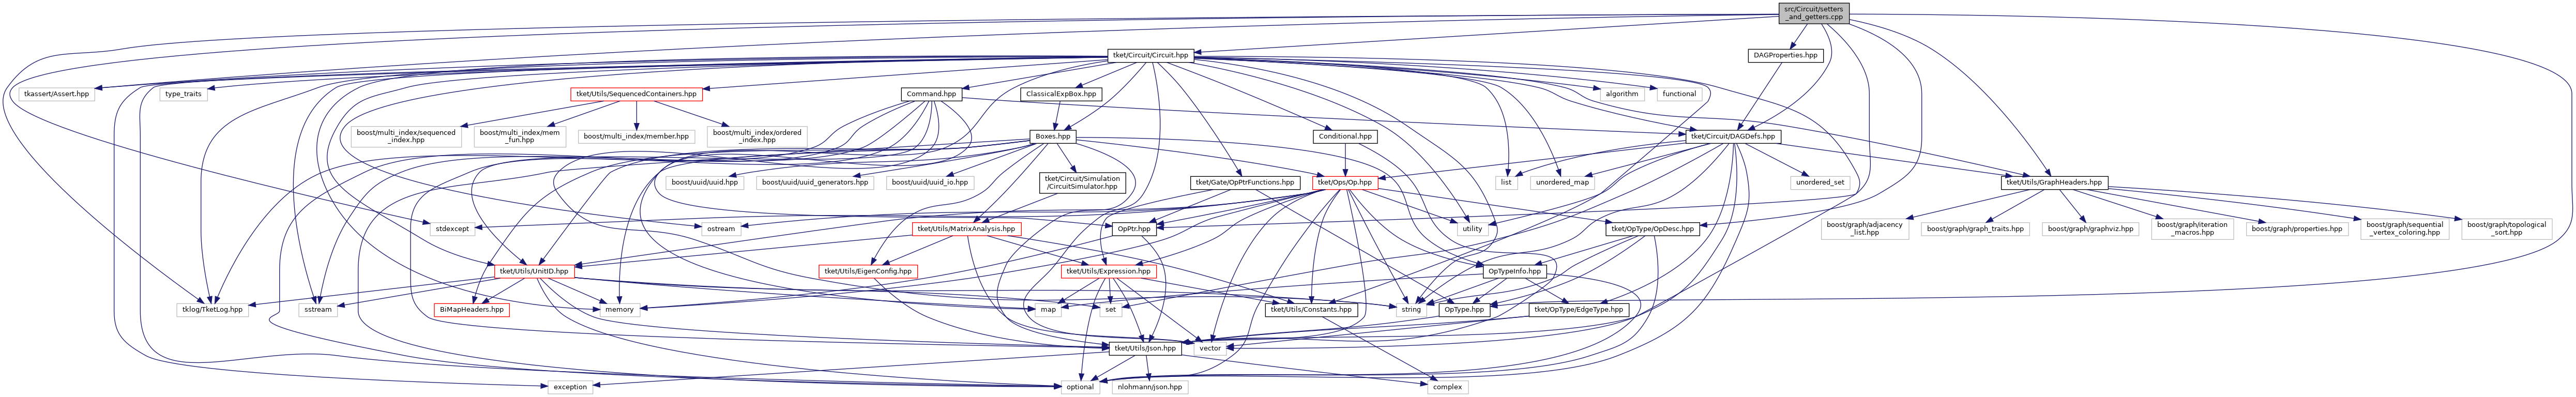 src/Circuit/setters
_and_getters.cpp
tket/Circuit/Circuit.hpp
DAGProperties.hpp
tkassert/Assert.hpp
type_traits
tket/Utils/SequencedContainers.hpp
Command.hpp
ClassicalExpBox.hpp
algorithm
functional
boost/multi_index/sequenced
_index.hpp
boost/multi_index/mem
_fun.hpp
boost/multi_index/member.hpp
boost/multi_index/ordered
_index.hpp
Boxes.hpp
Conditional.hpp
tket/Circuit/DAGDefs.hpp
boost/uuid/uuid.hpp
boost/uuid/uuid_generators.hpp
boost/uuid/uuid_io.hpp
tket/Circuit/Simulation
/CircuitSimulator.hpp
tket/Gate/OpPtrFunctions.hpp
tket/Ops/Op.hpp
list
unordered_map
unordered_set
tket/Utils/GraphHeaders.hpp
stdexcept
ostream
tket/Utils/MatrixAnalysis.hpp
OpPtr.hpp
utility
tket/OpType/OpDesc.hpp
boost/graph/adjacency
_list.hpp
boost/graph/graph_traits.hpp
boost/graph/graphviz.hpp
boost/graph/iteration
_macros.hpp
boost/graph/properties.hpp
boost/graph/sequential
_vertex_coloring.hpp
boost/graph/topological
_sort.hpp
tket/Utils/UnitID.hpp
tket/Utils/EigenConfig.hpp
tket/Utils/Expression.hpp
OpTypeInfo.hpp
tklog/TketLog.hpp
sstream
BiMapHeaders.hpp
memory
map
set
tket/Utils/Constants.hpp
string
OpType.hpp
tket/OpType/EdgeType.hpp
tket/Utils/Json.hpp
vector
exception
optional
nlohmann/json.hpp
complex